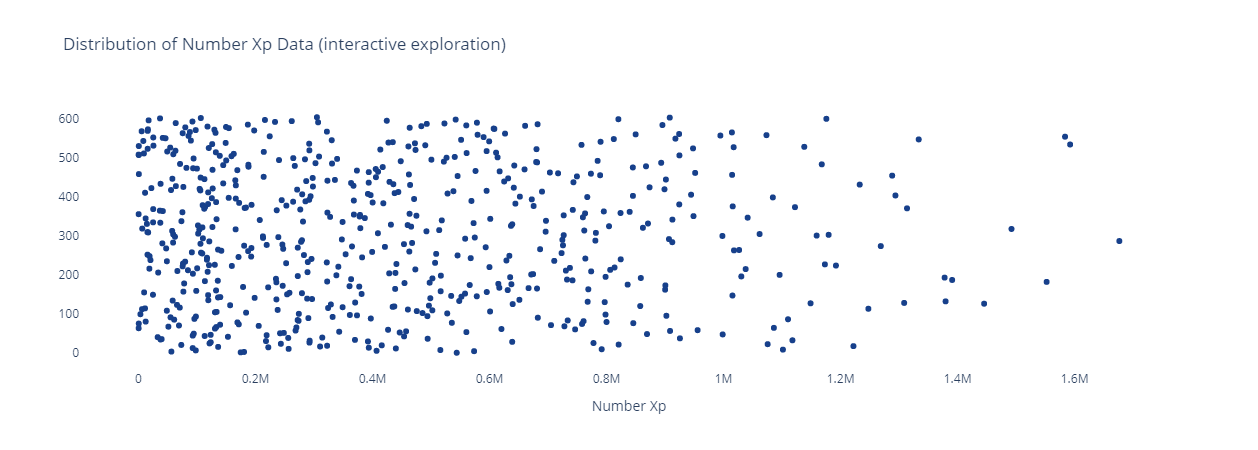 Distribution of Number Xp Data (interactive exploration)
600
500
400
300
200
100
0
0 0.2M 0.4M 0.6M 0.8M 1M 1.2M 1.4M 1.6M
Number Xp